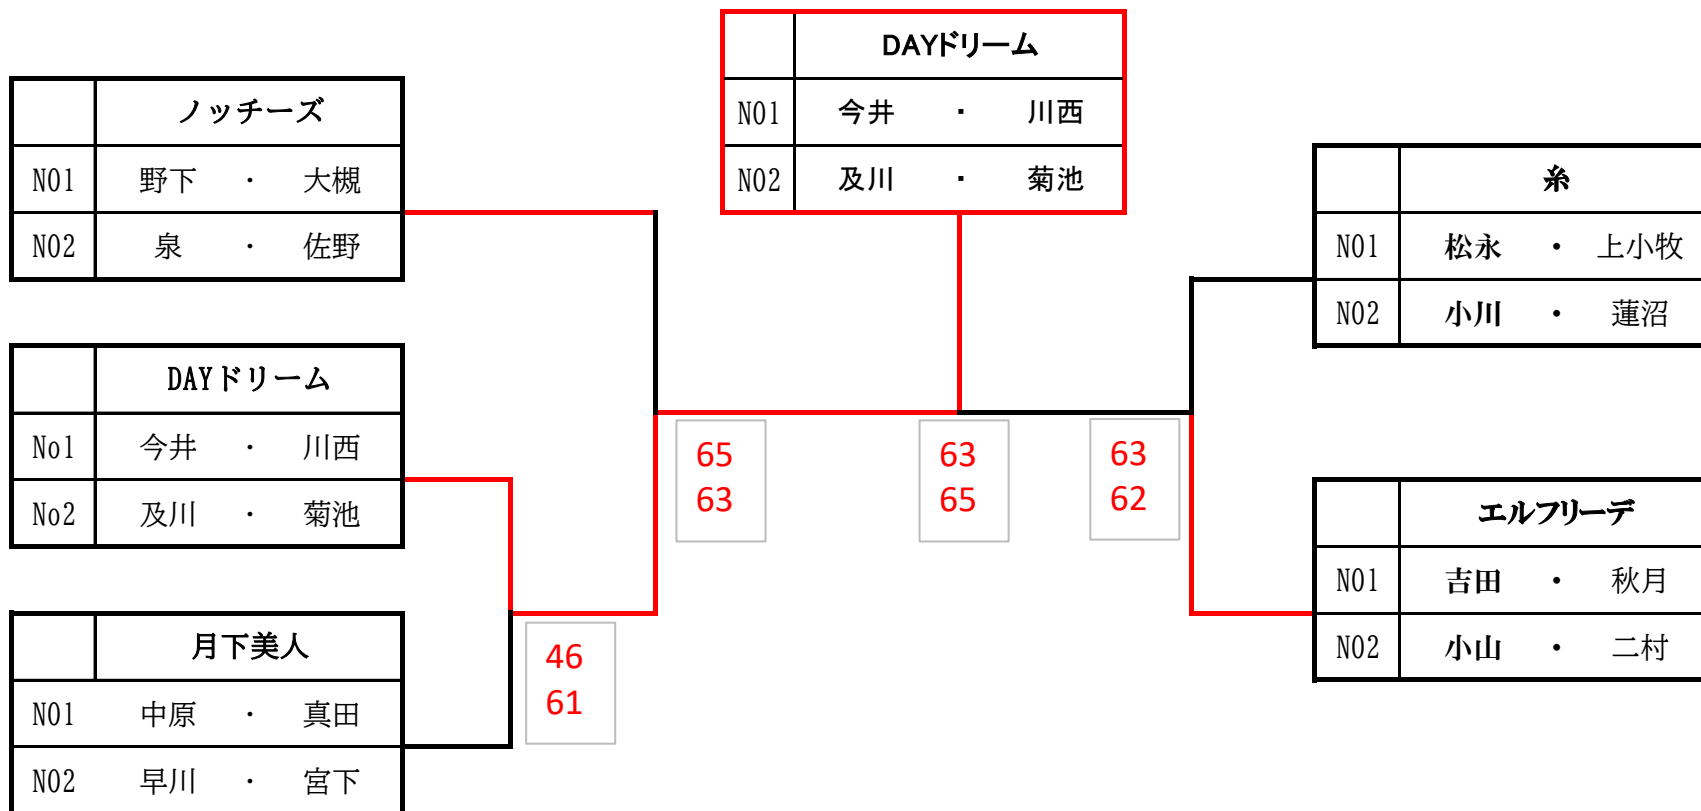 DAYドリーム
NO1 今井 ・ 川西
NO2 及川 ・ 菊池
ノッチーズ
NO1 野下 ・ 大槻
NO2 泉 ・ 佐野
DAYドリーム
No1 今井 ・ 川西
No2 及川 ・ 菊池
月下美人
NO1 中原 ・ 真田
NO2 早川 ・ 宮下
46
61
65
63
63
65
63
62
糸
NO1 松永 ・ 上小牧
NO2 小川 ・ 蓮沼
エルフリーデ
NO1 吉田 ・ 秋月
NO2 小山 ・ 二村